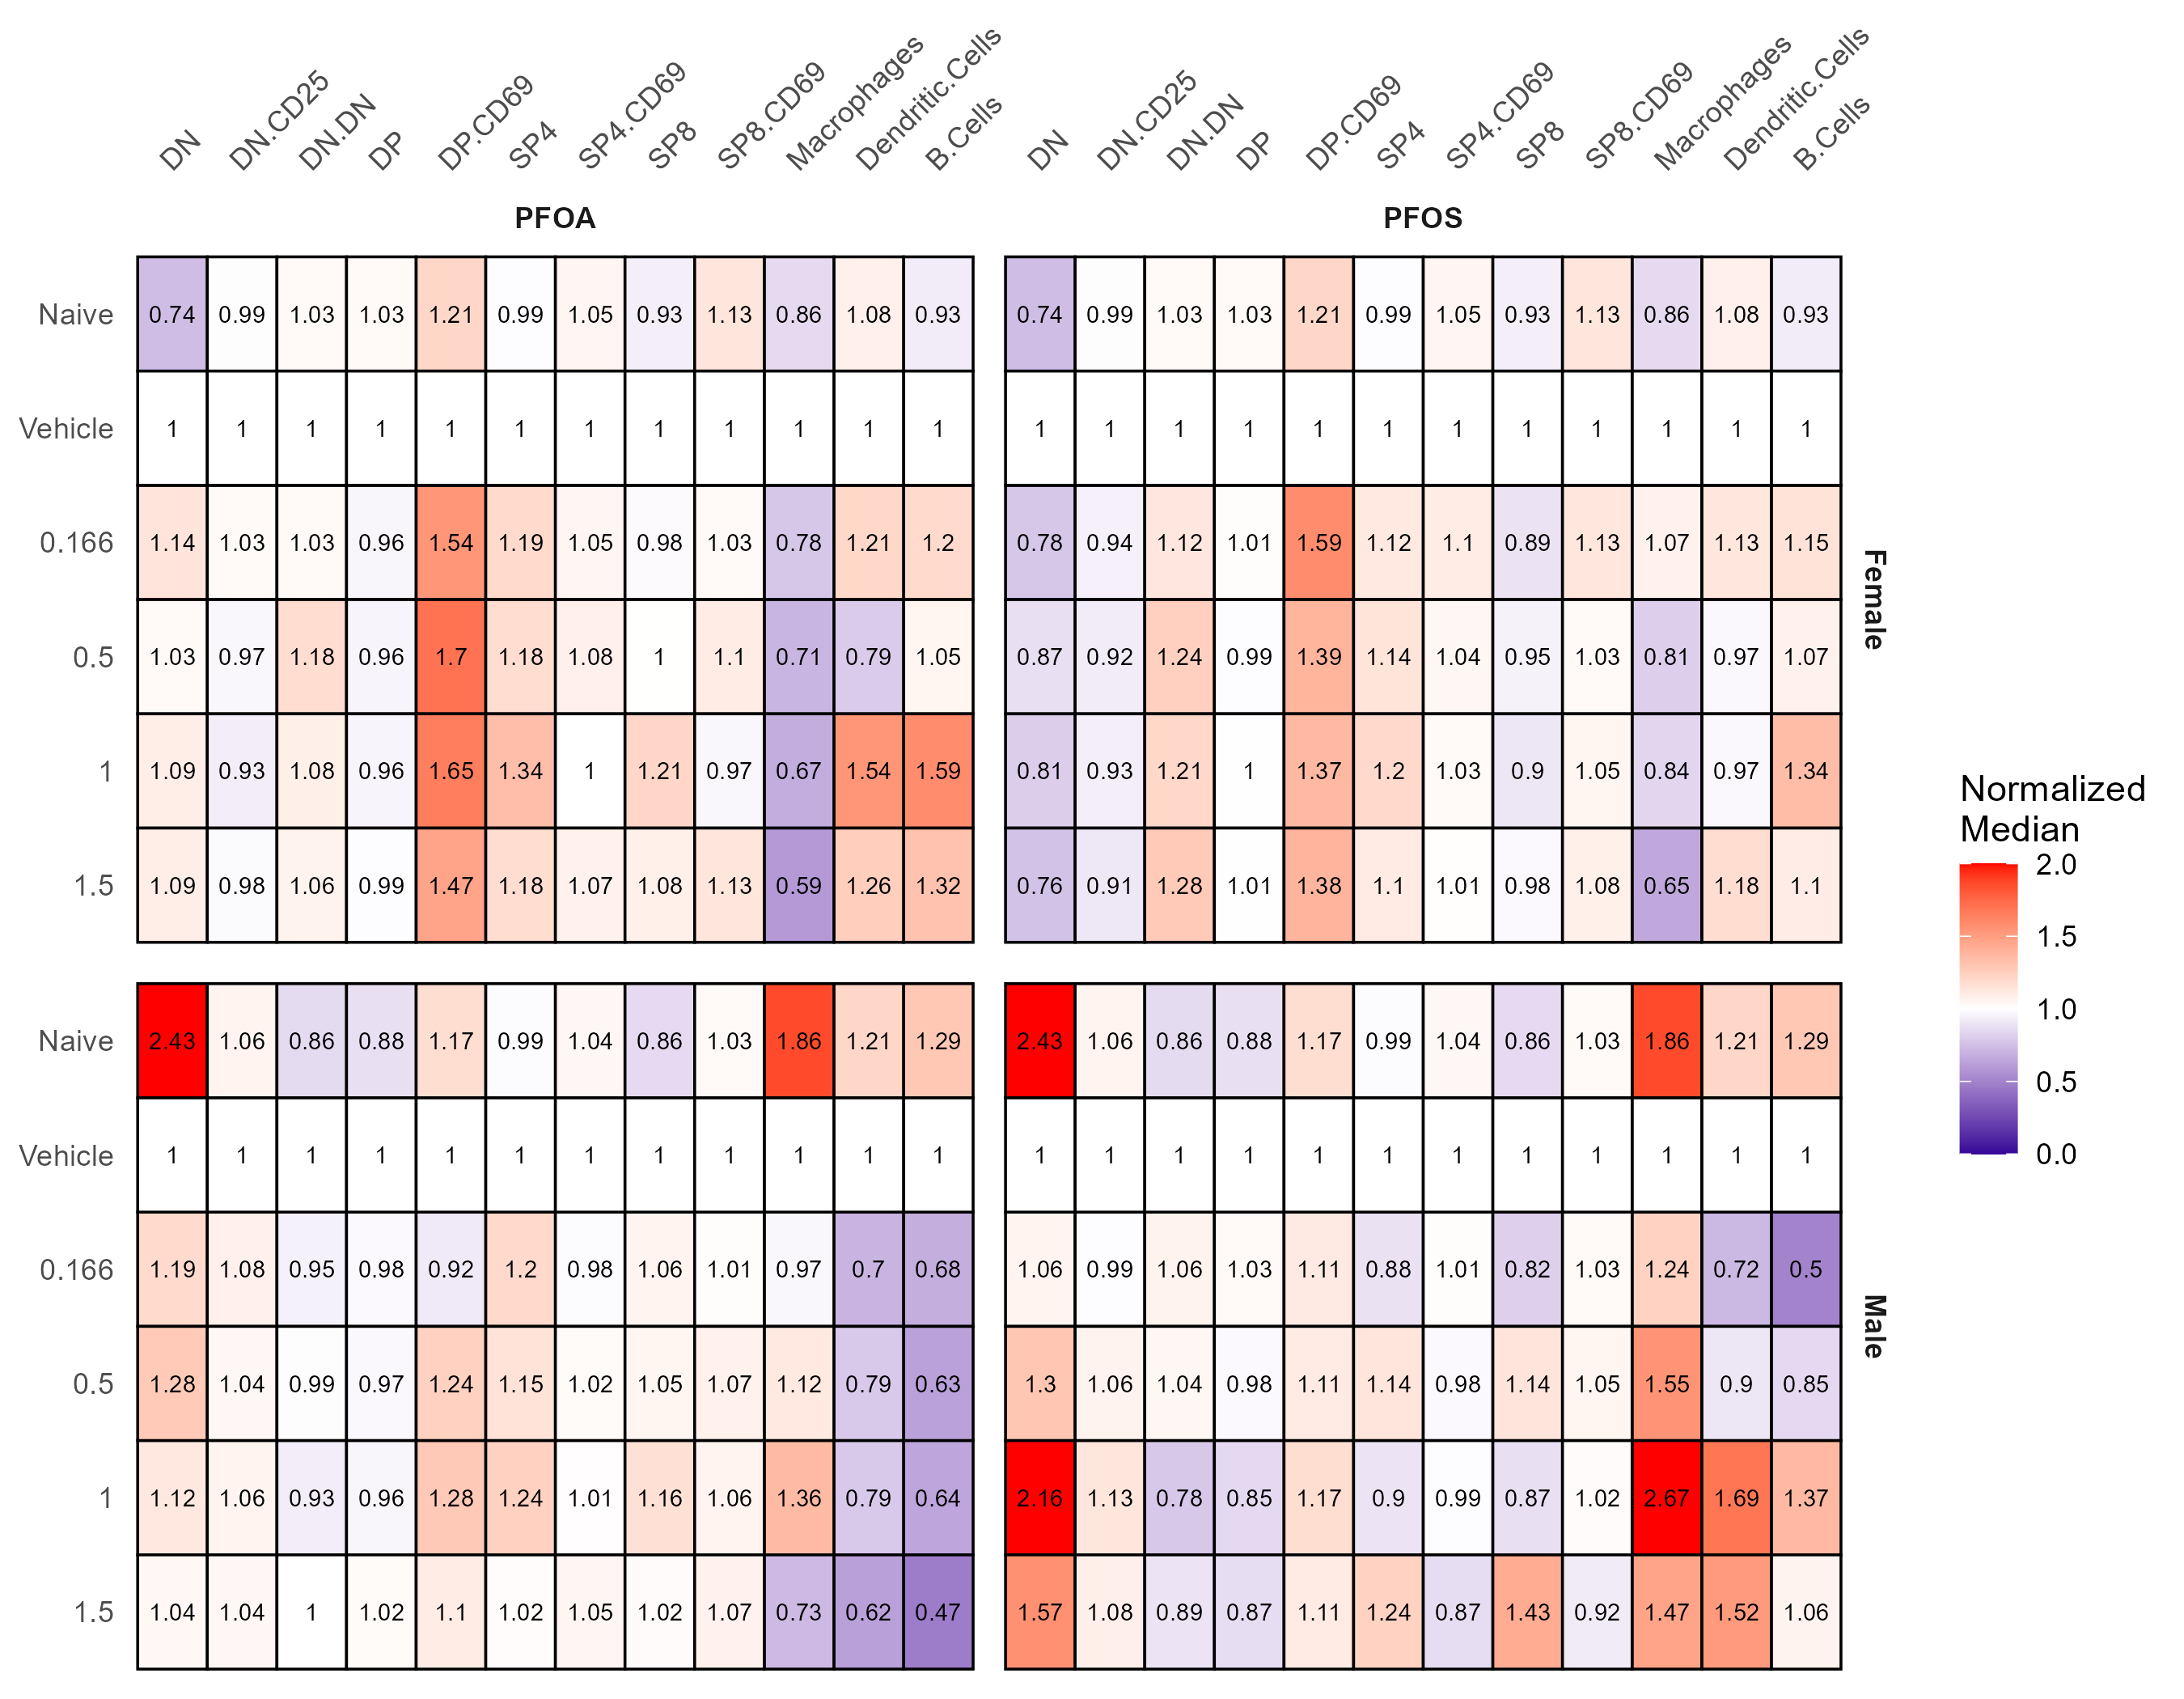 DN DN.CD25 DN.DN DP DP.CD69 SP4 SP4.CD69 SP8 SP8.CD69 Macrophages Dendritic.Cells B.Cells DN DN.CD25 DN.DN DP DP.CD69 SP4 SP4.CD69 SP8 SP8.CD69 Macrophages Dendritic.Cells B.Cells
PFOA PFOS
Naive 0.74 0.99 1.03 1.03 1.21 0.99 1.05 0.93 1.13 0.86 1.08 0.93 0.74 0.99 1.03 1.03 1.21 0.99 1.05 0.93 1.13 0.86 1.08 0.93
Vehicle 1 1 1 1 1 1 1 1 1 1 1 1 1 1 1 1 1 1 1 1 1 1 1 1
0.166 1.14 1.03 1.03 0.96 1.54 1.19 1.05 0.98 1.03 0.78 1.21 1.2 0.78 0.94 1.12 1.01 1.59 1.12 1.1 0.89 1.13 1.07 1.13 1.15
0.5 1.03 0.97 1.18 0.96 1.7 1.18 1.08 1 1.1 0.71 0.79 1.05 0.87 0.92 1.24 0.99 1.39 1.14 1.04 0.95 1.03 0.81 0.97 1.07
1 1.09 0.93 1.08 0.96 1.65 1.34 1 1.21 0.97 0.67 1.54 1.59 0.81 0.93 1.21 1 1.37 1.2 1.03 0.9 1.05 0.84 0.97 1.34
1.5 1.09 0.98 1.06 0.99 1.47 1.18 1.07 1.08 1.13 0.59 1.26 1.32 0.76 0.91 1.28 1.01 1.38 1.1 1.01 0.98 1.08 0.65 1.18 1.1
Female
Naive 2.43 1.06 0.86 0.88 1.17 0.99 1.04 0.86 1.03 1.86 1.21 1.29 2.43 1.06 0.86 0.88 1.17 0.99 1.04 0.86 1.03 1.86 1.21 1.29
Vehicle 1 1 1 1 1 1 1 1 1 1 1 1 1 1 1 1 1 1 1 1 1 1 1 1
0.166 1.19 1.08 0.95 0.98 0.92 1.2 0.98 1.06 1.01 0.97 0.7 0.68 1.06 0.99 1.06 1.03 1.11 0.88 1.01 0.82 1.03 1.24 0.72 0.5
0.5 1.28 1.04 0.99 0.97 1.24 1.15 1.02 1.05 1.07 1.12 0.79 0.63 1.3 1.06 1.04 0.98 1.11 1.14 0.98 1.14 1.05 1.55 0.9 0.85
1 1.12 1.06 0.93 0.96 1.28 1.24 1.01 1.16 1.06 1.36 0.79 0.64 2.16 1.13 0.78 0.85 1.17 0.9 0.99 0.87 1.02 2.67 1.69 1.37
1.5 1.04 1.04 1 1.02 1.1 1.02 1.05 1.02 1.07 0.73 0.62 0.47 1.57 1.08 0.89 0.87 1.11 1.24 0.87 1.43 0.92 1.47 1.52 1.06
Male
Normalized
Median
2.0
1.5
1.0
0.5
0.0